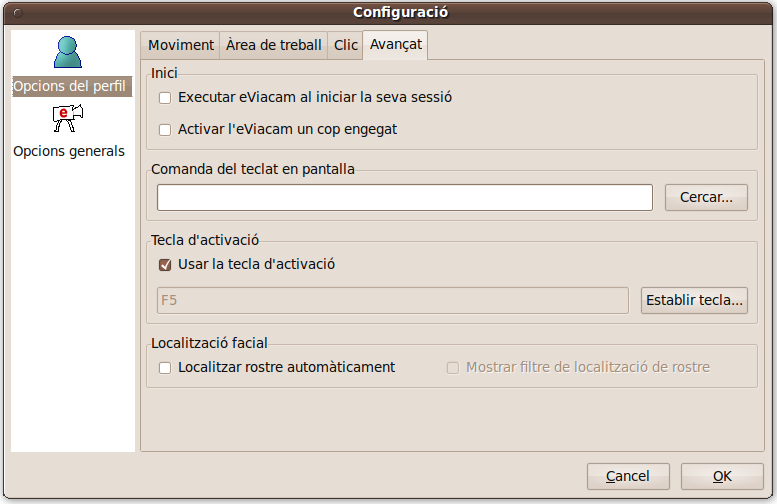 Configuració
Opcions del perfil
e
Opcions generals
Moviment Àrea de treball Clic Avançat
Inici
Executar eViacam al iniciar la seva sessió
Activar l'eViacam un cop engegat
Comanda del teclat en pantalla
Cercar...
Tecla d'activació
Usar la tecla d'activació
F5 Establir tecla...
Localització facial
Localitzar rostre automàticament Mostrar filtre de localització de rostre
Cancel OK